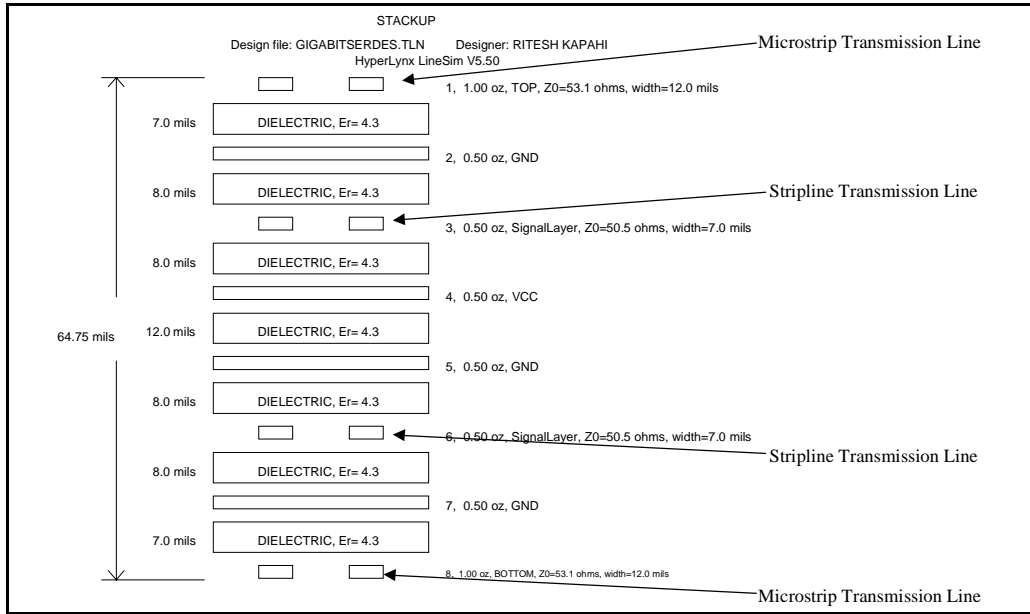 STACKUP
Design file: GIGABITSERDES.TLN Designer: RITESH KAPAHI
HyperLynx LineSim V5.50
Microstrip Transmission Line
1, 1.00 oz, TOP, Z0=53.1 ohms, width=12.0 mils
7.0 mils
DIELECTRIC, Er= 4.3
2, 0.50 oz, GND
8.0 mils
DIELECTRIC, Er= 4.3
Stripline Transmission Line
3, 0.50 oz, SignalLayer, Z0=50.5 ohms, width=7.0 mils
8.0 mils
DIELECTRIC, Er= 4.3
4, 0.50 oz, VCC
64.75 mils
12.0 mils
DIELECTRIC, Er= 4.3
5, 0.50 oz, GND
8.0 mils
DIELECTRIC, Er= 4.3
6, 0.50 oz, SignalLayer, Z0=50.5 ohms, width=7.0 mils
Stripline Transmission Line
8.0 mils
DIELECTRIC, Er= 4.3
7, 0.50 oz, GND
7.0 mils
DIELECTRIC, Er= 4.3
8, 1.00 oz, BOTTOM, Z0=53.1 ohms, width=12.0 mils
Microstrip Transmission Line